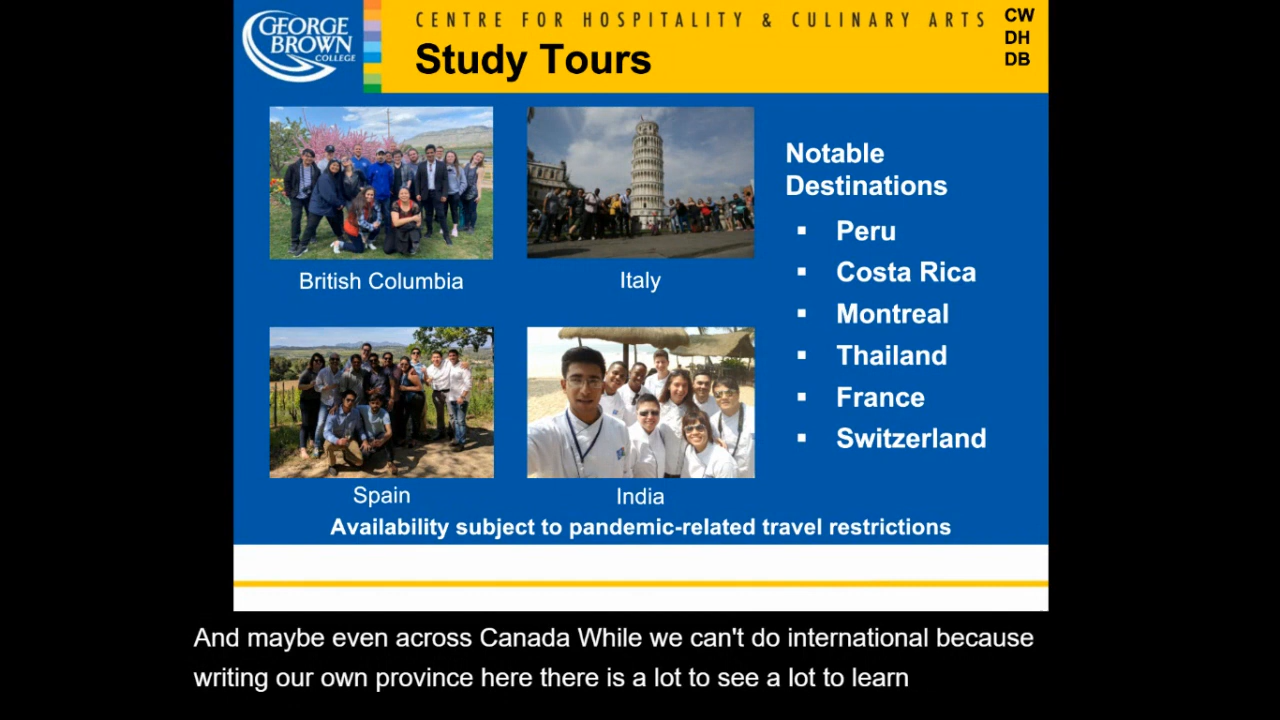 GEORGE
BROWN
COLLEGE
CENTRE FOR HOSPITALITY & CULINARY ARTS
Study Tours
CW
DH
DB
British Columbia
Italy
Spain
India
Notable
Destinations
▪ Peru
▪ Costa Rica
▪ Montreal
▪ Thailand
▪ France
▪ Switzerland
Availability subject to pandemic-related travel restrictions
And maybe even across Canada While we can't do international because
writing our own province here there is a lot to see a lot to learn